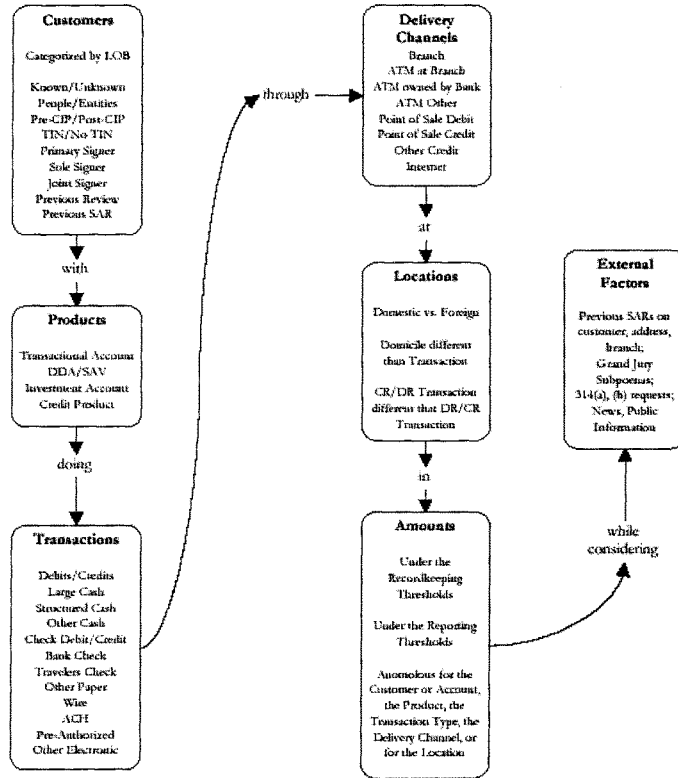 Customers
Categorized by LOB
Known/Unknown
People/Entities
Pre-CIP/Post-CIP
TIN/No TIN
Primary Signer
Sole Signer
Joint Signer
Previous Review
Previous SAR
with
Products
Transactional Account
DDA/SAV
Investment Account
Credit Product
doing
Transactions
Debits/Credits
Large Cash
Structured Cash
Other Cash
Check Debit/Credit
Bank Check
Travelers Check
Other Paper
Wire
ACH
Pre-Authorized
Other Electronic
through
Delivery
Channels
Branch
ATM at Branch
ATM owned by Bank
ATM Other
Point of Sale Debit
Point of Sale Credit
Other Credit
Internet
at
Locations
Domestic vs. Foreign
Domicile different
than Transaction
CR/DR Transaction
different that DR/CR
Transaction
in
Amounts
Under the
Recordkeeping
Thresholds
Under the Reporting
Thresholds
Anomolous for the
Customer or Account,
the Product, the
Transaction Type, the
Delivery Channel, or
for the Location
while
considering
External
Factors
Previous SARs on
customer, address,
branch;
Grand Jury
Subpoenas;
314(a), (b) requests;
News, Public
Information